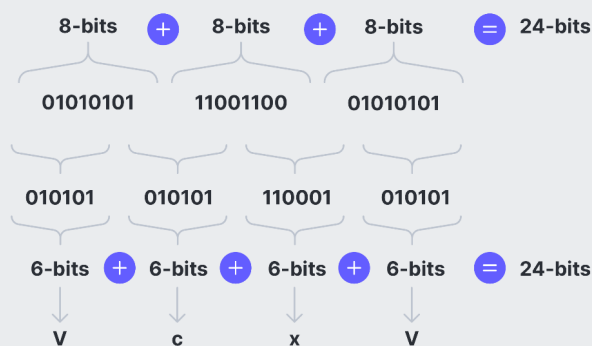 8-bits + 8-bits + 8-bits = 24-bits
01010101 11001100 01010101
010101 010101 110001 010101
6-bits + 6-bits + 6-bits + 6-bits = 24-bits
V c x V